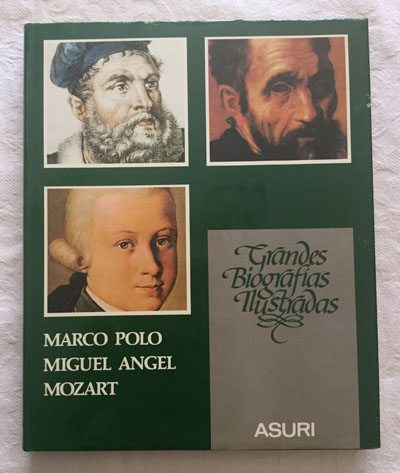 Grandes
Biografías
Ilustradas
MARCO POLO
MIGUEL ANGEL
MOZART
ASURI